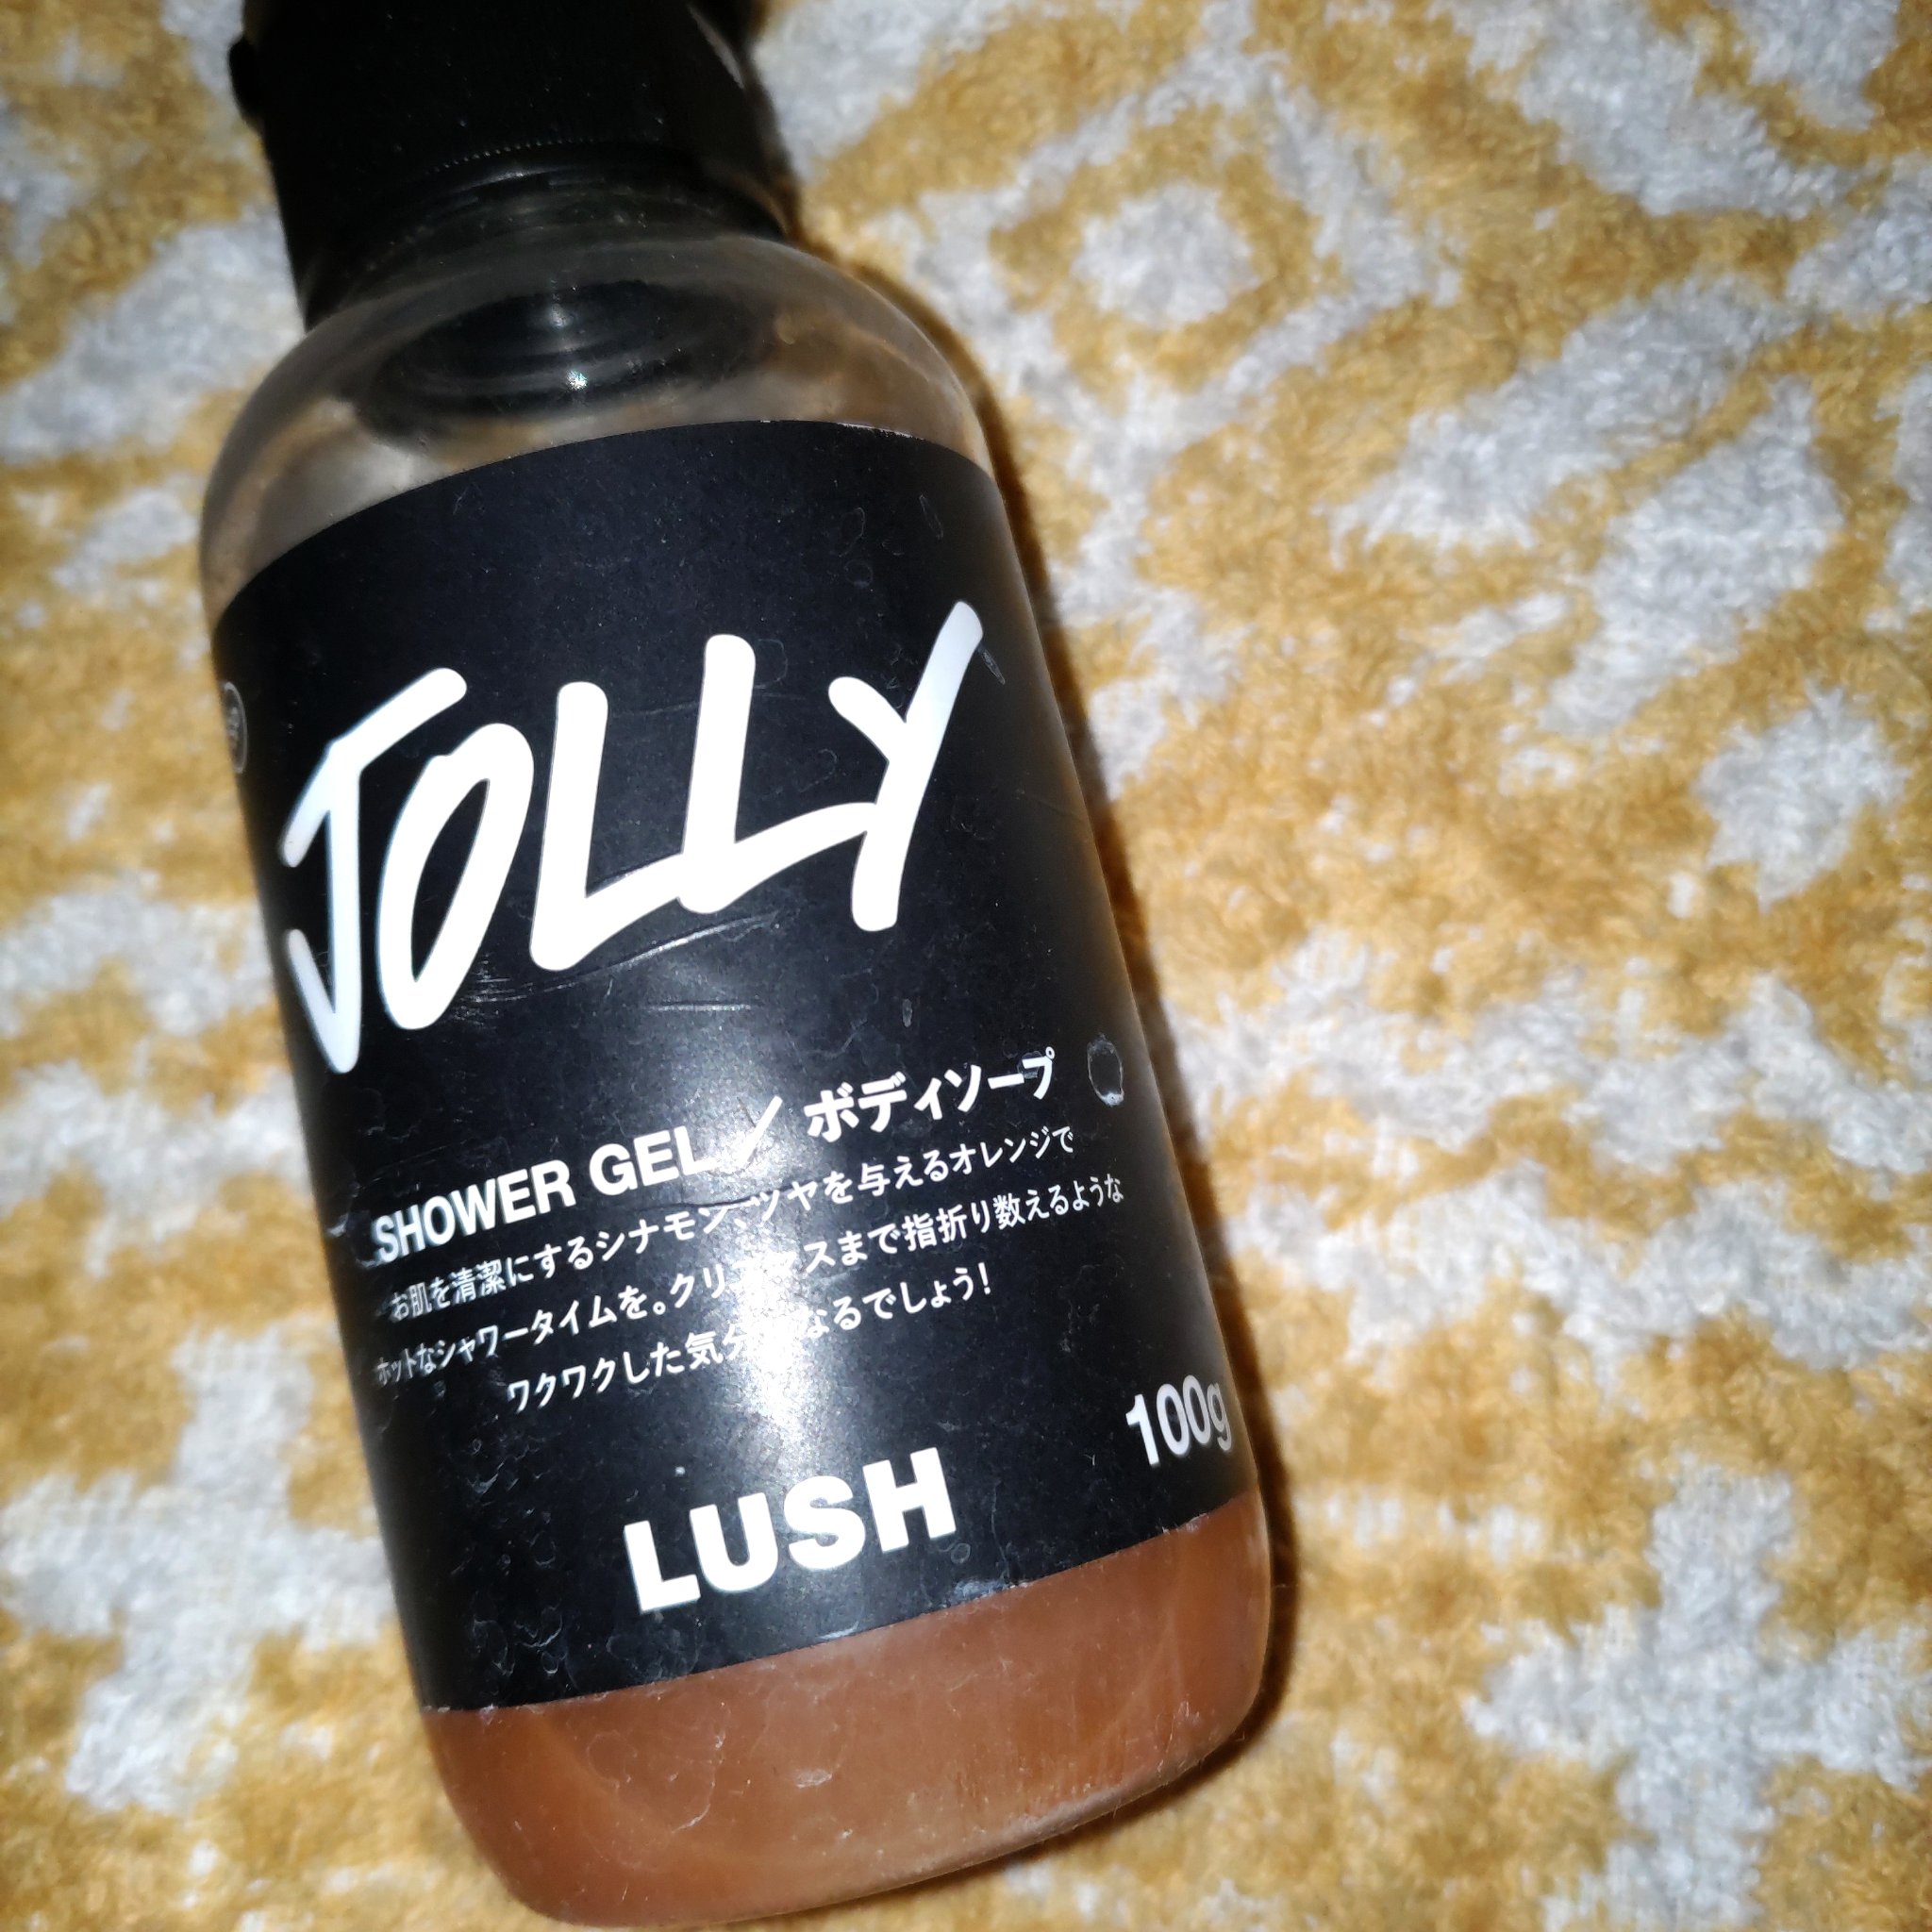 JOLLY
SHOWER GEL / ボディソープ
お肌を清潔にするシナモン、ツヤを与えるオレンジで
ホットなシャワータイムを。クリスマスまで指折り数えるような
ワクワクした気分になるでしょう!
100g
LUSH